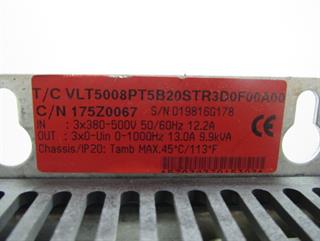 T/C VLT5008PT5B20STR3D0F00A00
C/N 175Z0067 S/N 019816G178
IN : 3x380-500V 50/60Hz 12.2A
OUT: 3x0-Uin 0-1000Hz 13.0A 9.9kVA
CE
Chassis/IP20: Tamb MAX.45°C/113°F